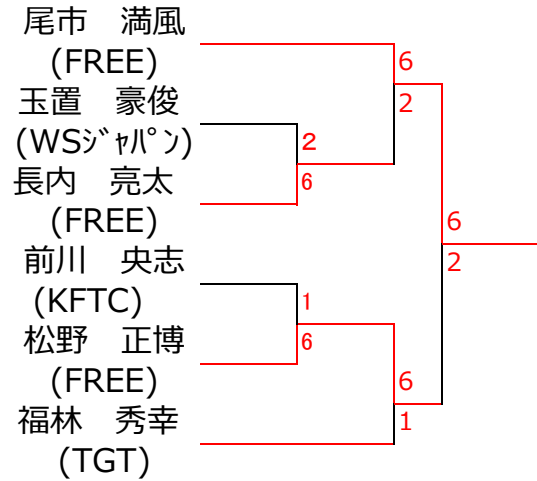 尾市　満風
(FREE)
6
玉置　豪俊
2
(WSｼﾞｬﾊﾟﾝ)
2
長内　亮太
6
(FREE)
6
前川　央志
2
(KFTC)
1
松野　正博
6
(FREE)
6
福林　秀幸
1
(TGT)